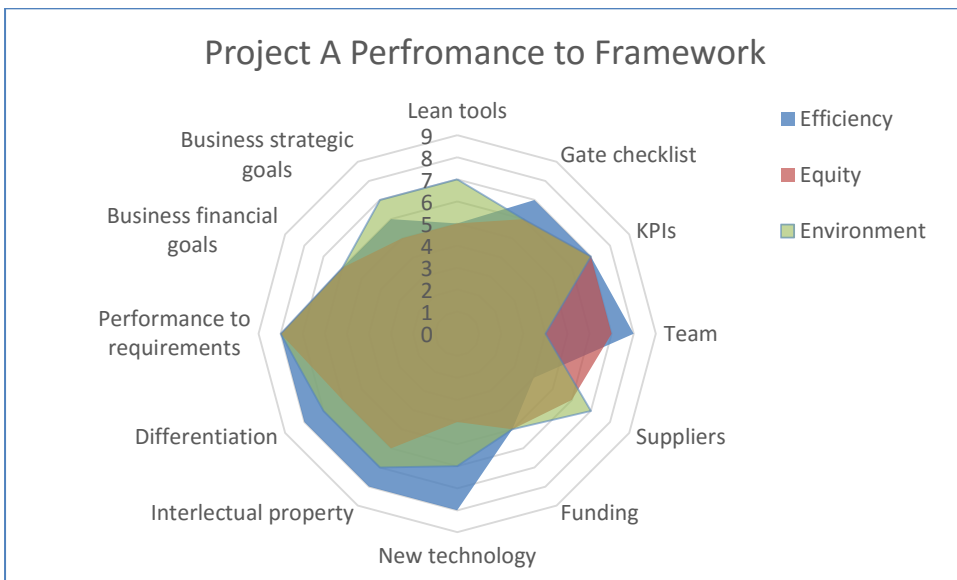 Project A Perfromance to Framework
Lean tools
Efficiency
Equity
Environment
Business strategic
goals
Gate checklist
Business financial
goals
KPIs
Performance to
requirements
Team
Differentiation
Suppliers
Interlectual property
Funding
New technology
9
8
7
6
5
4
3
2
1
0